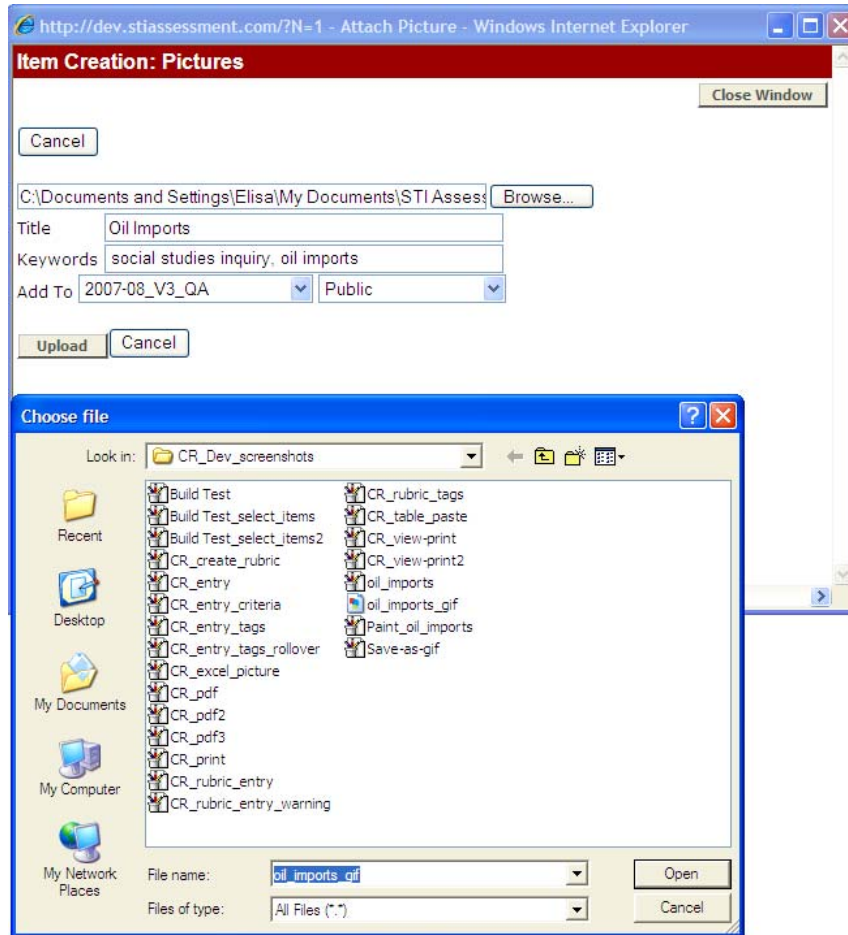 http://dev.stiassessment.com/?N=1 - Attach Picture - Windows Internet Explorer
Item Creation: Pictures
Close Window
Cancel
C:\Documents and Settings\Elisa\My Documents\STI Assess Browse...
Title Oil Imports
Keywords social studies inquiry, oil imports
Add To 2007-08_V3_QA Public
Upload Cancel
Choose file
Look in: CR_Dev_screenshots
Recent
Desktop
My Documents
My Computer
My Network
Places
Build Test
Build Test_select_items
Build Test_select_items2
CR_create_rubric
CR_entry
CR_entry_criteria
CR_entry_tags
CR_entry_tags_rollover
CR_excel_picture
CR_pdf
CR_pdf2
CR_pdf3
CR_print
CR_rubric_entry
CR_rubric_entry_warning
CR_rubric_tags
CR_table_paste
CR_view-print
CR_view-print2
oil_imports
oil_imports_gif
Paint_oil_imports
Save-as-gif
File name: oil_imports_gif Open
Files of type: All Files (*.*) Cancel